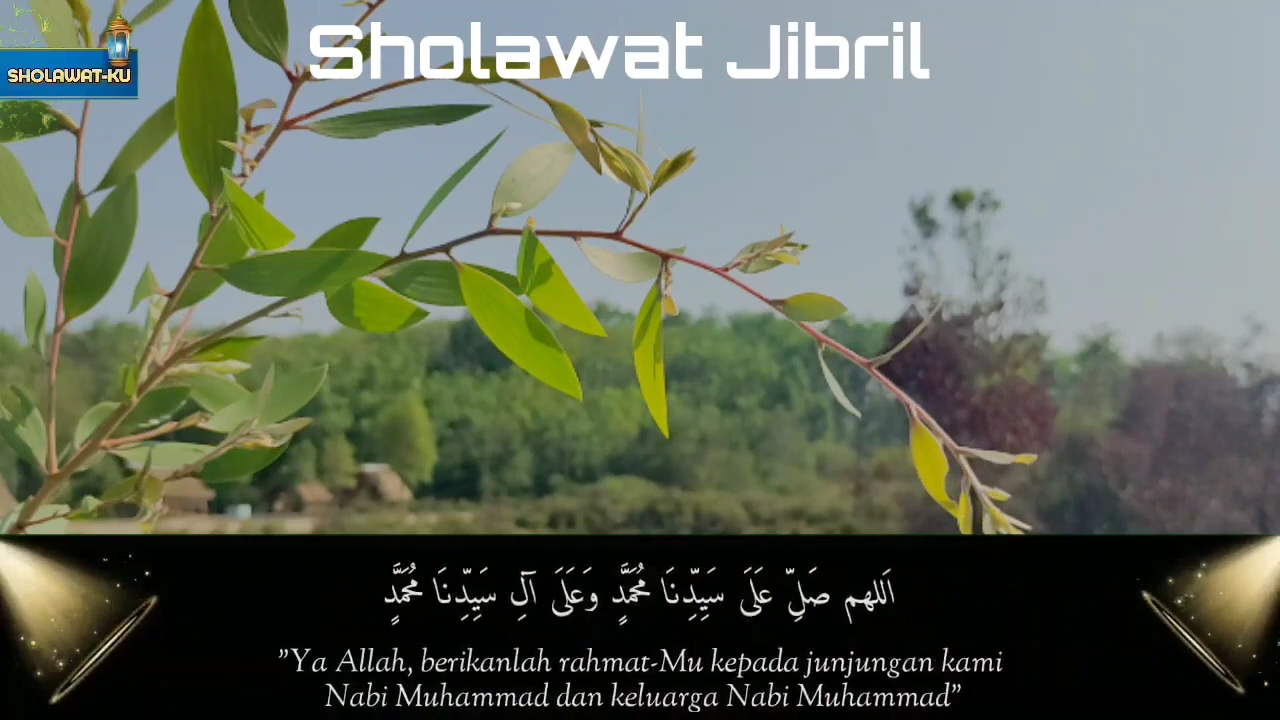 Sholawat Jibril
SHOLAWAT-KU
اَللهم صَلِّ عَلَى سَيِّدِنَا مُحَمَّدٍ وَعَلَى آلِ سَيِّدِنَا مُحَمَّدٍ
”Ya Allah, berikanlah rahmat-Mu kepada junjungan kami
Nabi Muhammad dan keluarga Nabi Muhammad”